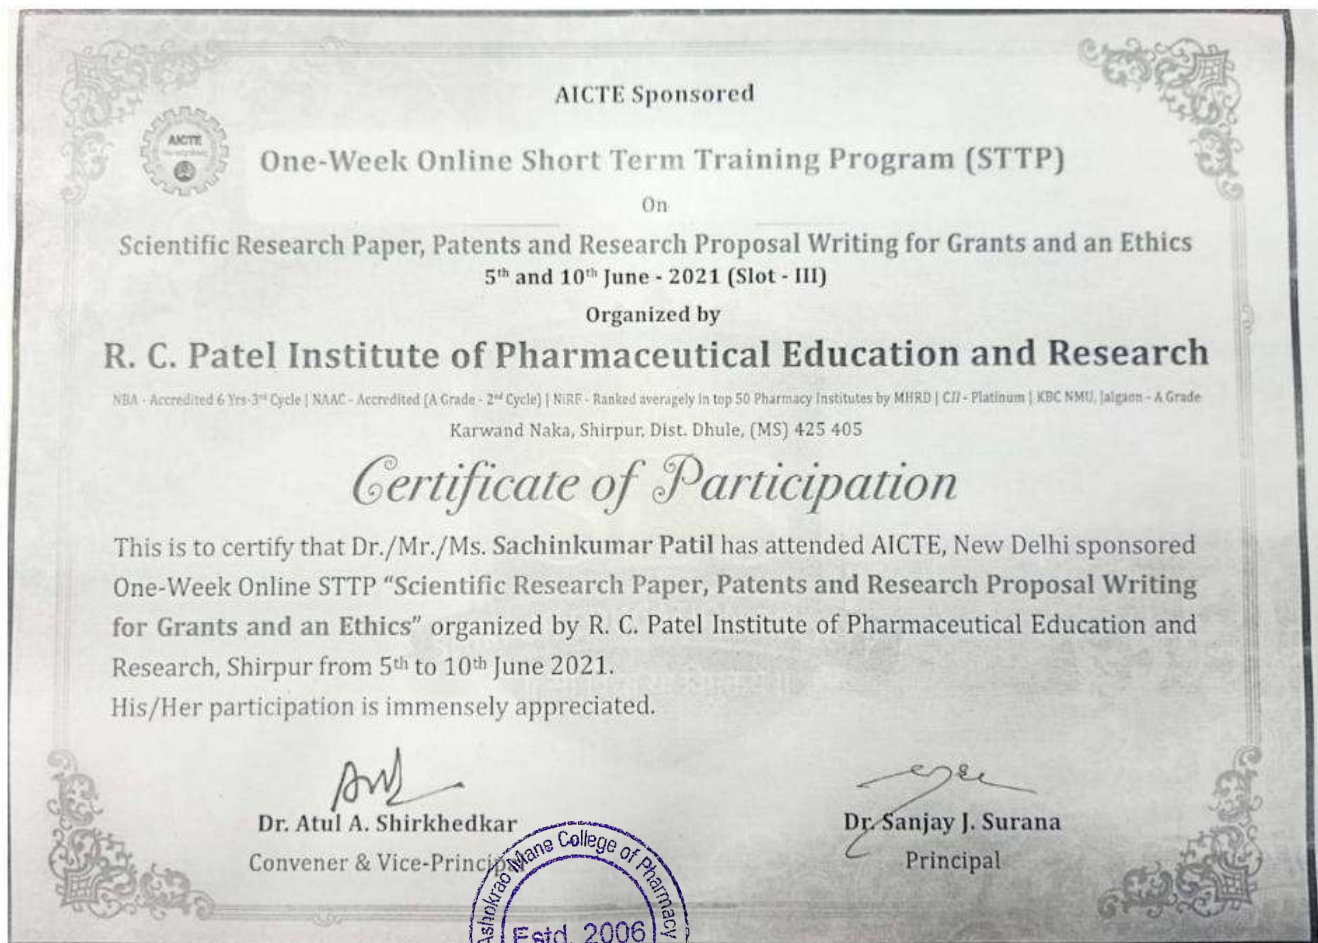 AICTE Sponsored
AICTE
One-Week Online Short Term Training Program (STTP)
On
Scientific Research Paper, Patents and Research Proposal Writing for Grants and an Ethics
5th and 10th June - 2021 (Slot - III)
Organized by
R. C. Patel Institute of Pharmaceutical Education and Research
NBA - Accredited 6 Yrs-3rd Cycle | NAAC - Accredited (A Grade - 2nd Cycle) | NiRF - Ranked averagely in top 50 Pharmacy Institutes by MHRD | CII - Platinum | KBC NMU, Jalgaon - A Grade
Karwand Naka, Shirpur, Dist. Dhule, (MS) 425 405
Certificate of Participation
This is to certify that Dr./Mr./Ms. Sachinkumar Patil has attended AICTE, New Delhi sponsored
One-Week Online STTP “Scientific Research Paper, Patents and Research Proposal Writing
for Grants and an Ethics” organized by R. C. Patel Institute of Pharmaceutical Education and
Research, Shirpur from 5th to 10th June 2021.
His/Her participation is immensely appreciated.
Dr. Atul A. Shirkhedkar
Convener & Vice-Principal
Dr. Sanjay J. Surana
Principal
Ashokrao Mane College of Pharmacy
Estd. 2006